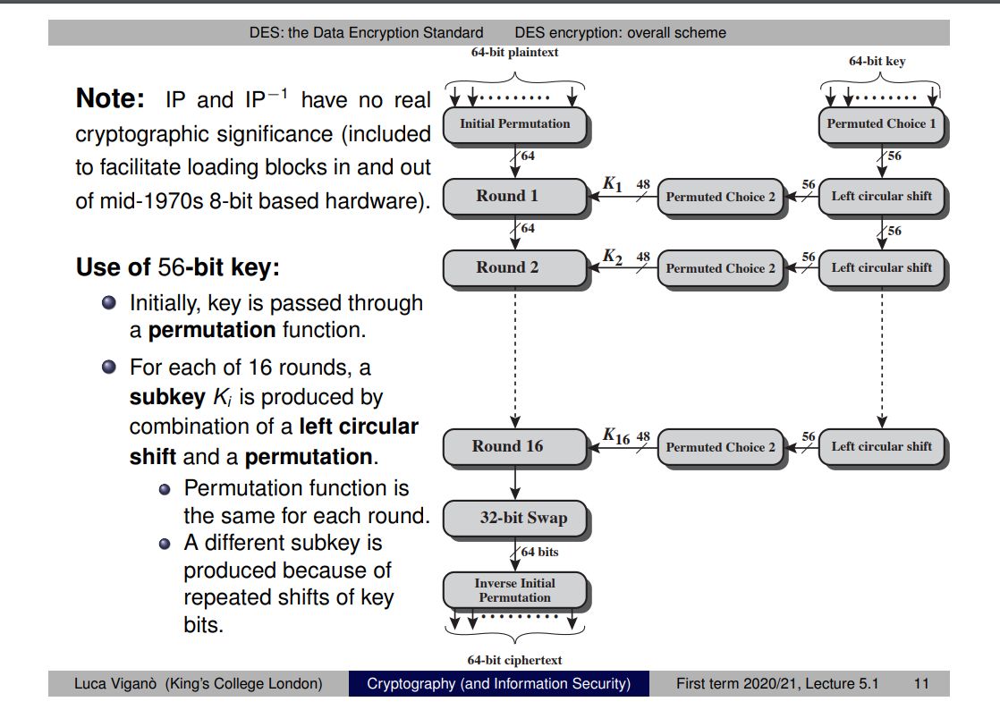 DES: the Data Encryption Standard DES encryption: overall scheme
Note: IP and IP−1 have no real
cryptographic significance (included
to facilitate loading blocks in and out
of mid-1970s 8-bit based hardware).
Use of 56-bit key:
Initially, key is passed through
a permutation function.
For each of 16 rounds, a
subkey Ki is produced by
combination of a left circular
shift and a permutation.
Permutation function is
the same for each round.
A different subkey is
produced because of
repeated shifts of key
bits.
64-bit plaintext
64-bit key
Initial Permutation
Permuted Choice 1
64
56
Round 1
K1
48
Permuted Choice 2
56
Left circular shift
64
56
Round 2
K2
48
Permuted Choice 2
56
Left circular shift
Round 16
K16
48
Permuted Choice 2
56
Left circular shift
32-bit Swap
64 bits
Inverse Initial
Permutation
64-bit ciphertext
Luca Viganò (King's College London) Cryptography (and Information Security) First term 2020/21, Lecture 5.1 11